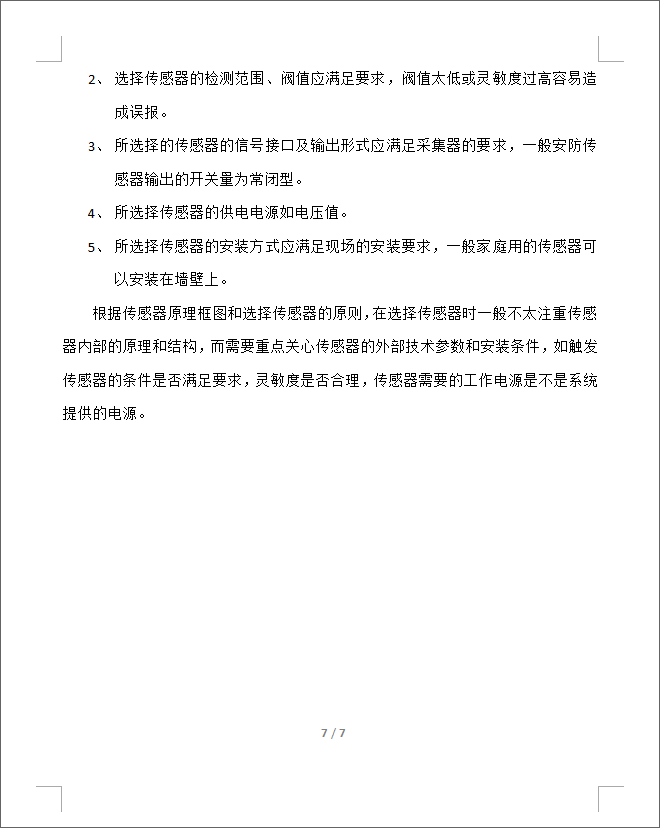 2、 选择传感器的检测范围、阀值应满足要求，阀值太低或灵敏度过高容易造
成误报。
3、 所选择的传感器的信号接口及输出形式应满足采集器的要求，一般安防传
感器输出的开关量为常闭型。
4、 所选择传感器的供电电源如电压值。
5、 所选择传感器的安装方式应满足现场的安装要求，一般家庭用的传感器可
以安装在墙壁上。
根据传感器原理框图和选择传感器的原则，在选择传感器时一般不太注重传感
器内部的原理和结构，而需要重点关心传感器的外部技术参数和安装条件，如触发
传感器的条件是否满足要求，灵敏度是否合理，传感器需要的工作电源是不是系统
提供的电源。
7 / 7